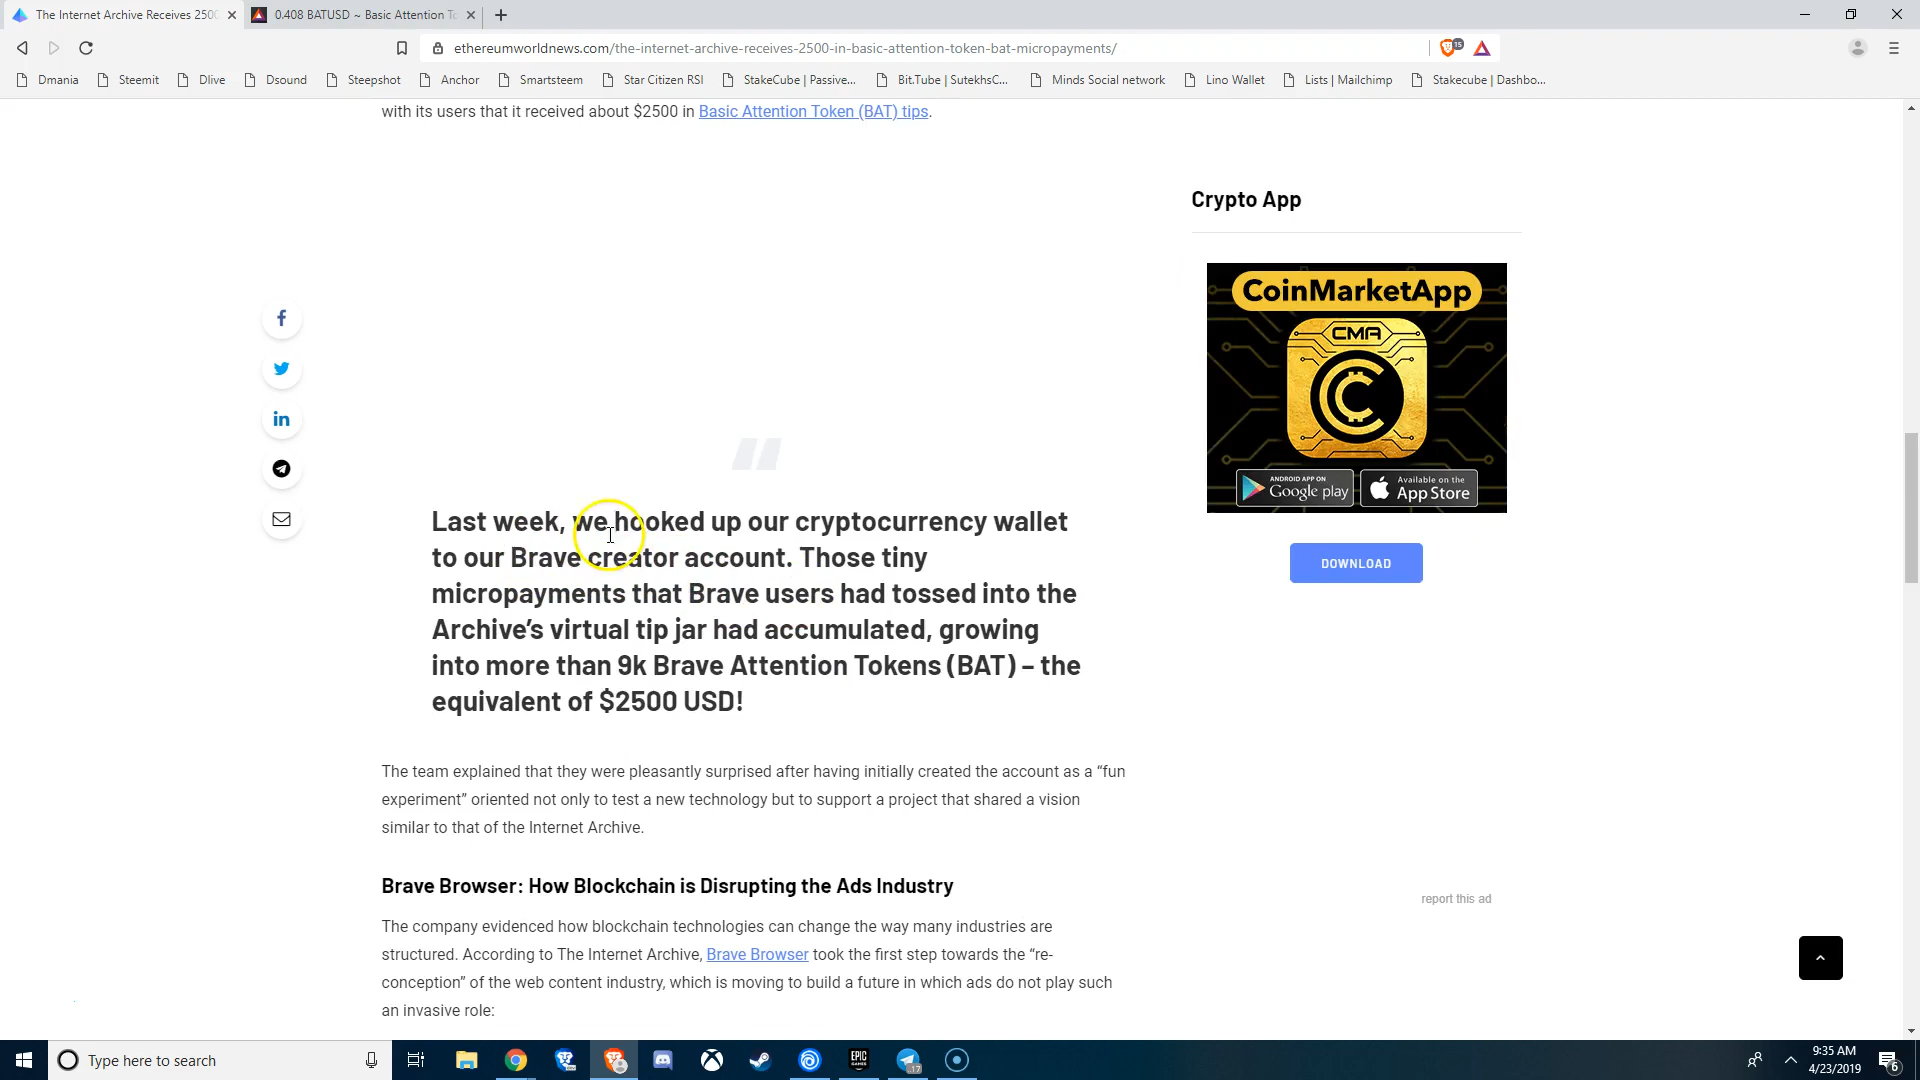 The Internet Archive Receives 2500
0.408 BATUSD ~ Basic Attention To
ethereumworldnews.com/the-internet-archive-receives-2500-in-basic-attention-token-bat-micropayments/
15
Dmania
Steemit
Dlive
Dsound
Steepshot
Anchor
Smartsteem
Star Citizen RSI
StakeCube | Passive...
Bit.Tube | SutekhsC...
Minds Social network
Lino Wallet
Lists | Mailchimp
Stakecube | Dashbo...
with its users that it received about $2500 in Basic Attention Token (BAT) tips.
Crypto App
CoinMarketApp
CMA
ANDROID APP ON
Google play
Available on the
App Store
DOWNLOAD
Last week, we hooked up our cryptocurrency wallet
to our Brave creator account. Those tiny
micropayments that Brave users had tossed into the
Archive’s virtual tip jar had accumulated, growing
into more than 9k Brave Attention Tokens (BAT) – the
equivalent of $2500 USD!
The team explained that they were pleasantly surprised after having initially created the account as a “fun
experiment” oriented not only to test a new technology but to support a project that shared a vision
similar to that of the Internet Archive.
Brave Browser: How Blockchain is Disrupting the Ads Industry
report this ad
The company evidenced how blockchain technologies can change the way many industries are
structured. According to The Internet Archive, Brave Browser took the first step towards the “re-
conception” of the web content industry, which is moving to build a future in which ads do not play such
an invasive role:
Type here to search
EPIC
GAMES
17
9:35 AM
4/23/2019
6